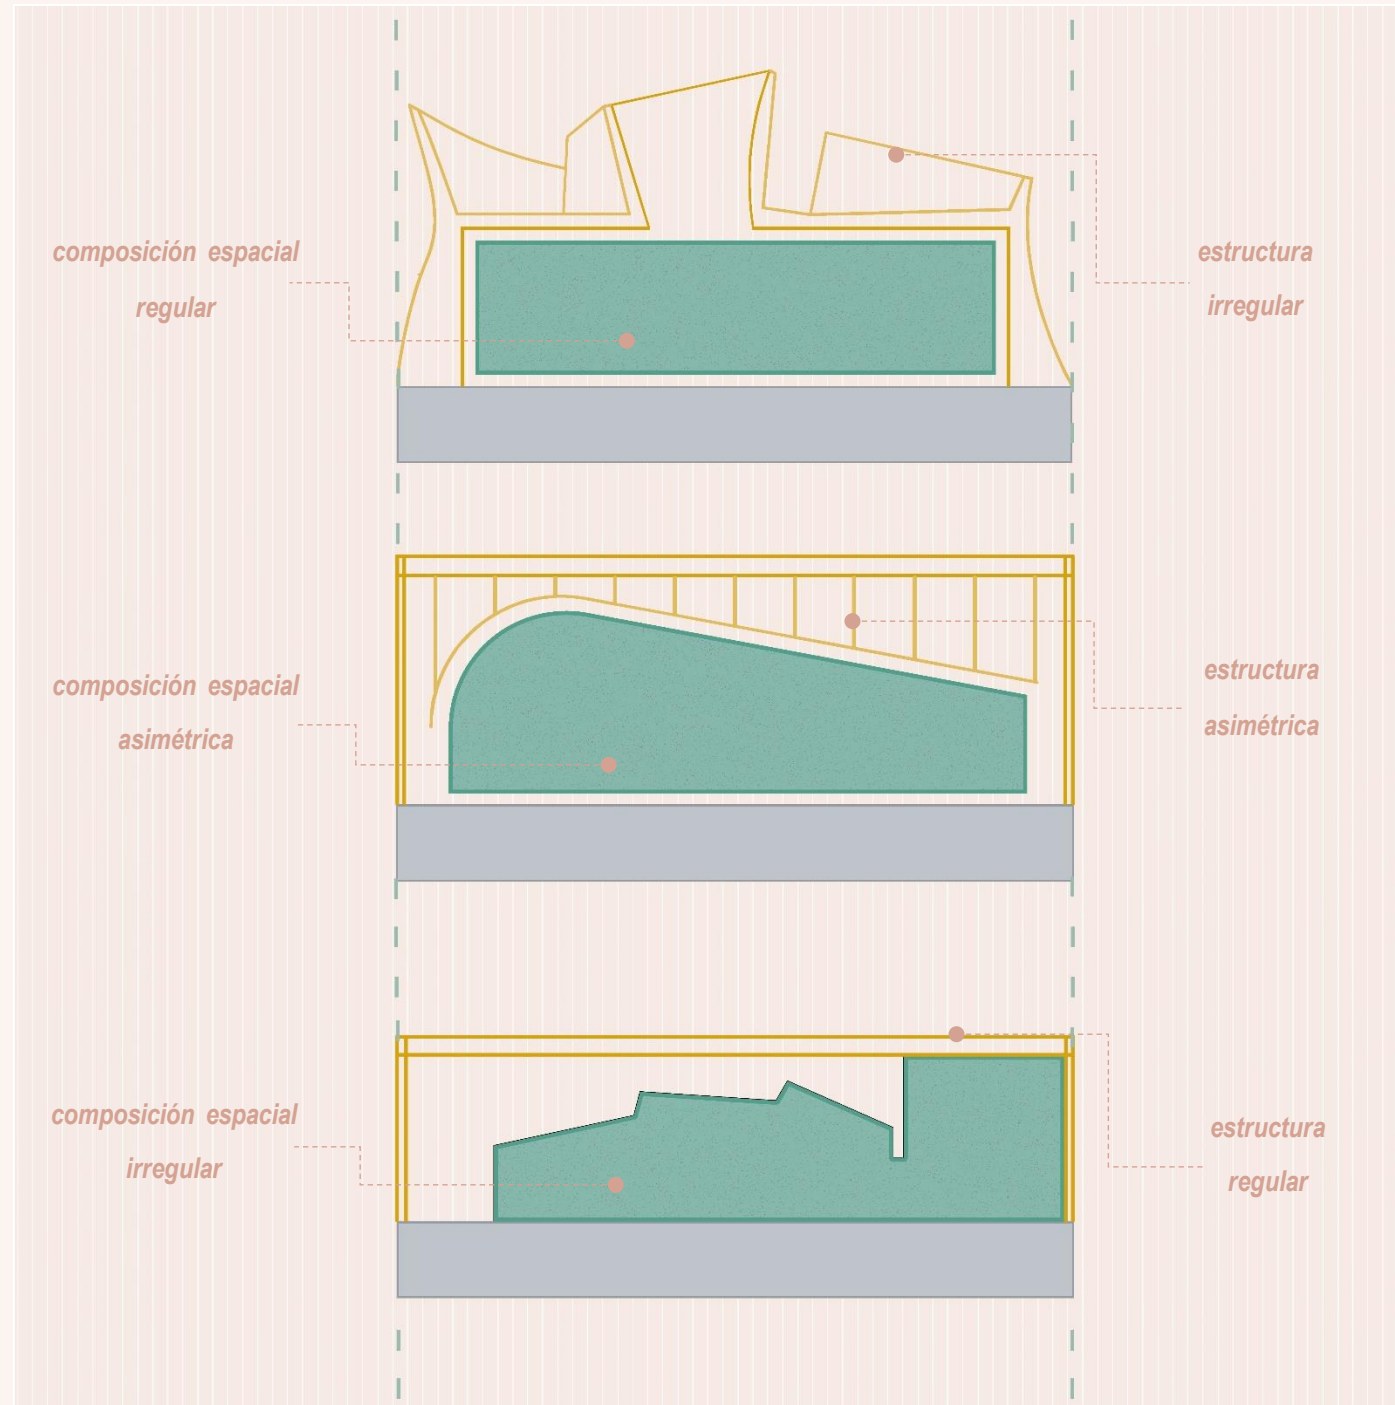 composición espacial
regular
estructura
irregular
composición espacial
asimétrica
estructura
asimétrica
composición espacial
irregular
estructura
regular